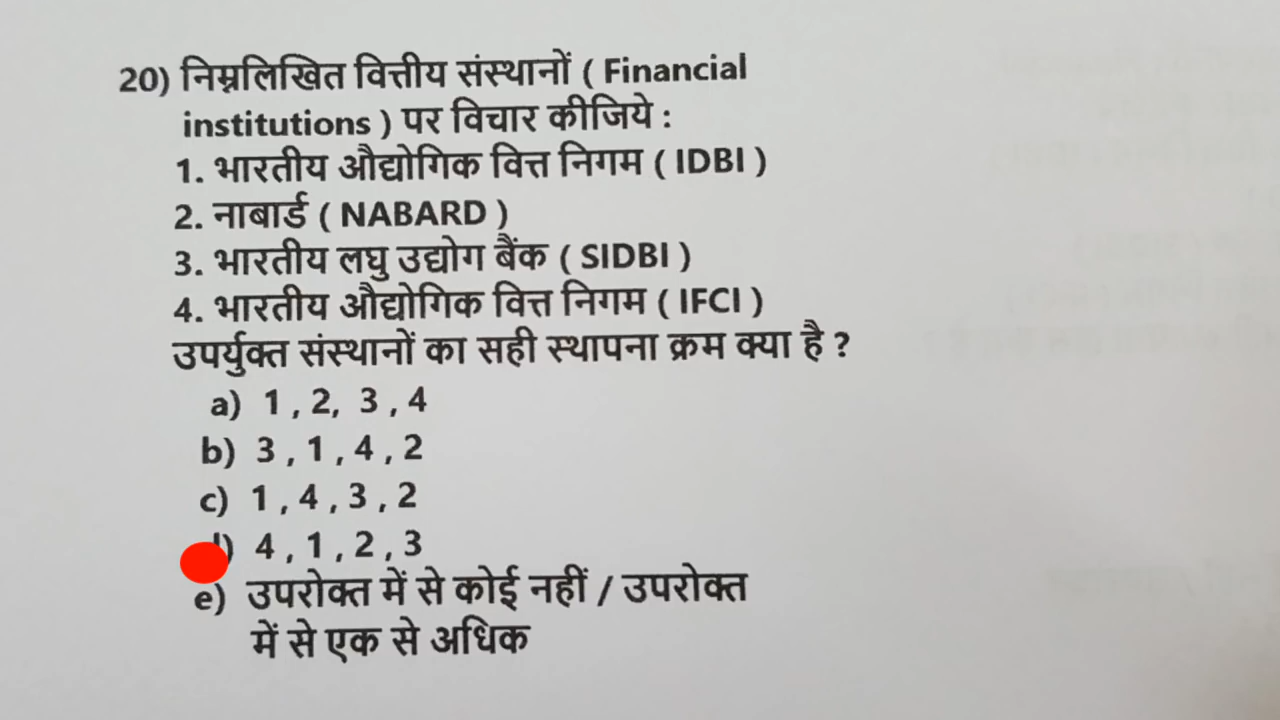 20) निम्नलिखित वित्तीय संस्थानों ( Financial
institutions ) पर विचार कीजिये :
1. भारतीय औद्योगिक वित्त निगम ( IDBI )
2. नाबार्ड ( NABARD )
3. भारतीय लघु उद्योग बैंक ( SIDBI )
4. भारतीय औद्योगिक वित्त निगम ( IFCI )
उपर्युक्त संस्थानों का सही स्थापना क्रम क्या है ?
a) 1 , 2, 3 , 4
b) 3 , 1 , 4 , 2
c) 1 , 4 , 3 , 2
) 4 , 1 , 2 , 3
e) उपरोक्त में से कोई नहीं / उपरोक्त
में से एक से अधिक